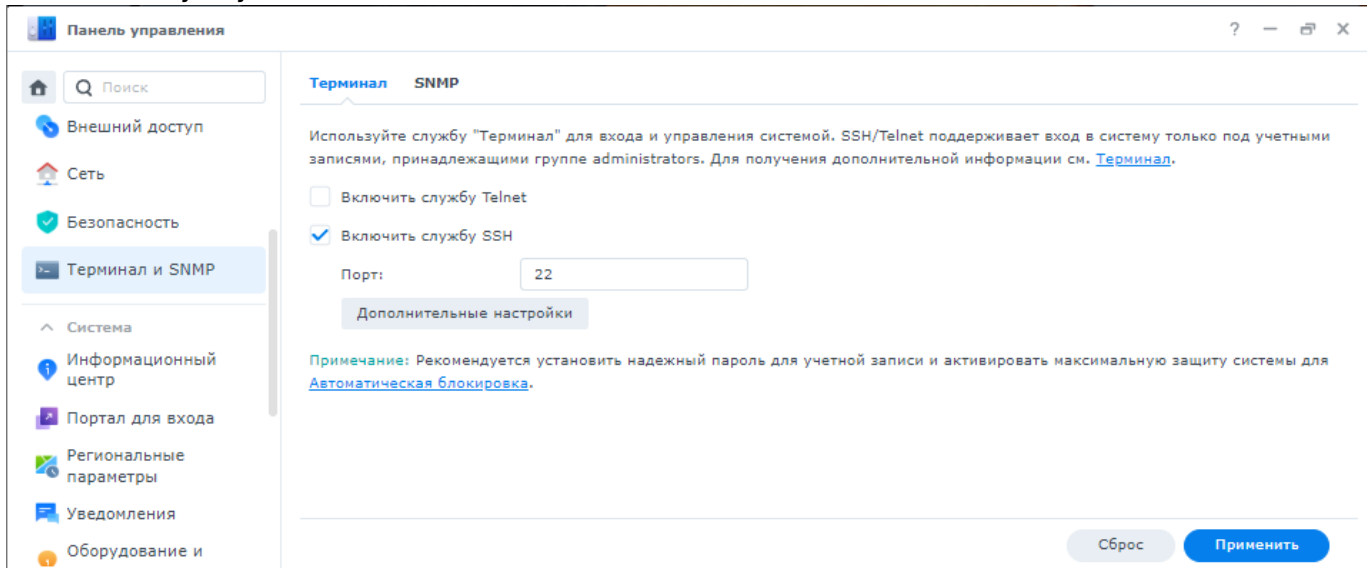 Панель управления
?
Поиск
Внешний доступ
Сеть
Безопасность
Терминал и SNMP
Система
Информационный
центр
Портал для входа
Региональные
параметры
Уведомления
Оборудование и
Терминал SNMP
Используйте службу "Терминал" для входа и управления системой. SSH/Telnet поддерживает вход в систему только под учетными
записями, принадлежащими группе administrators. Для получения дополнительной информации см. Терминал.
Включить службу Telnet
Включить службу SSH
Порт: 22
Дополнительные настройки
Примечание: Рекомендуется установить надежный пароль для учетной записи и активировать максимальную защиту системы для
Автоматическая блокировка.
Сброс Применить